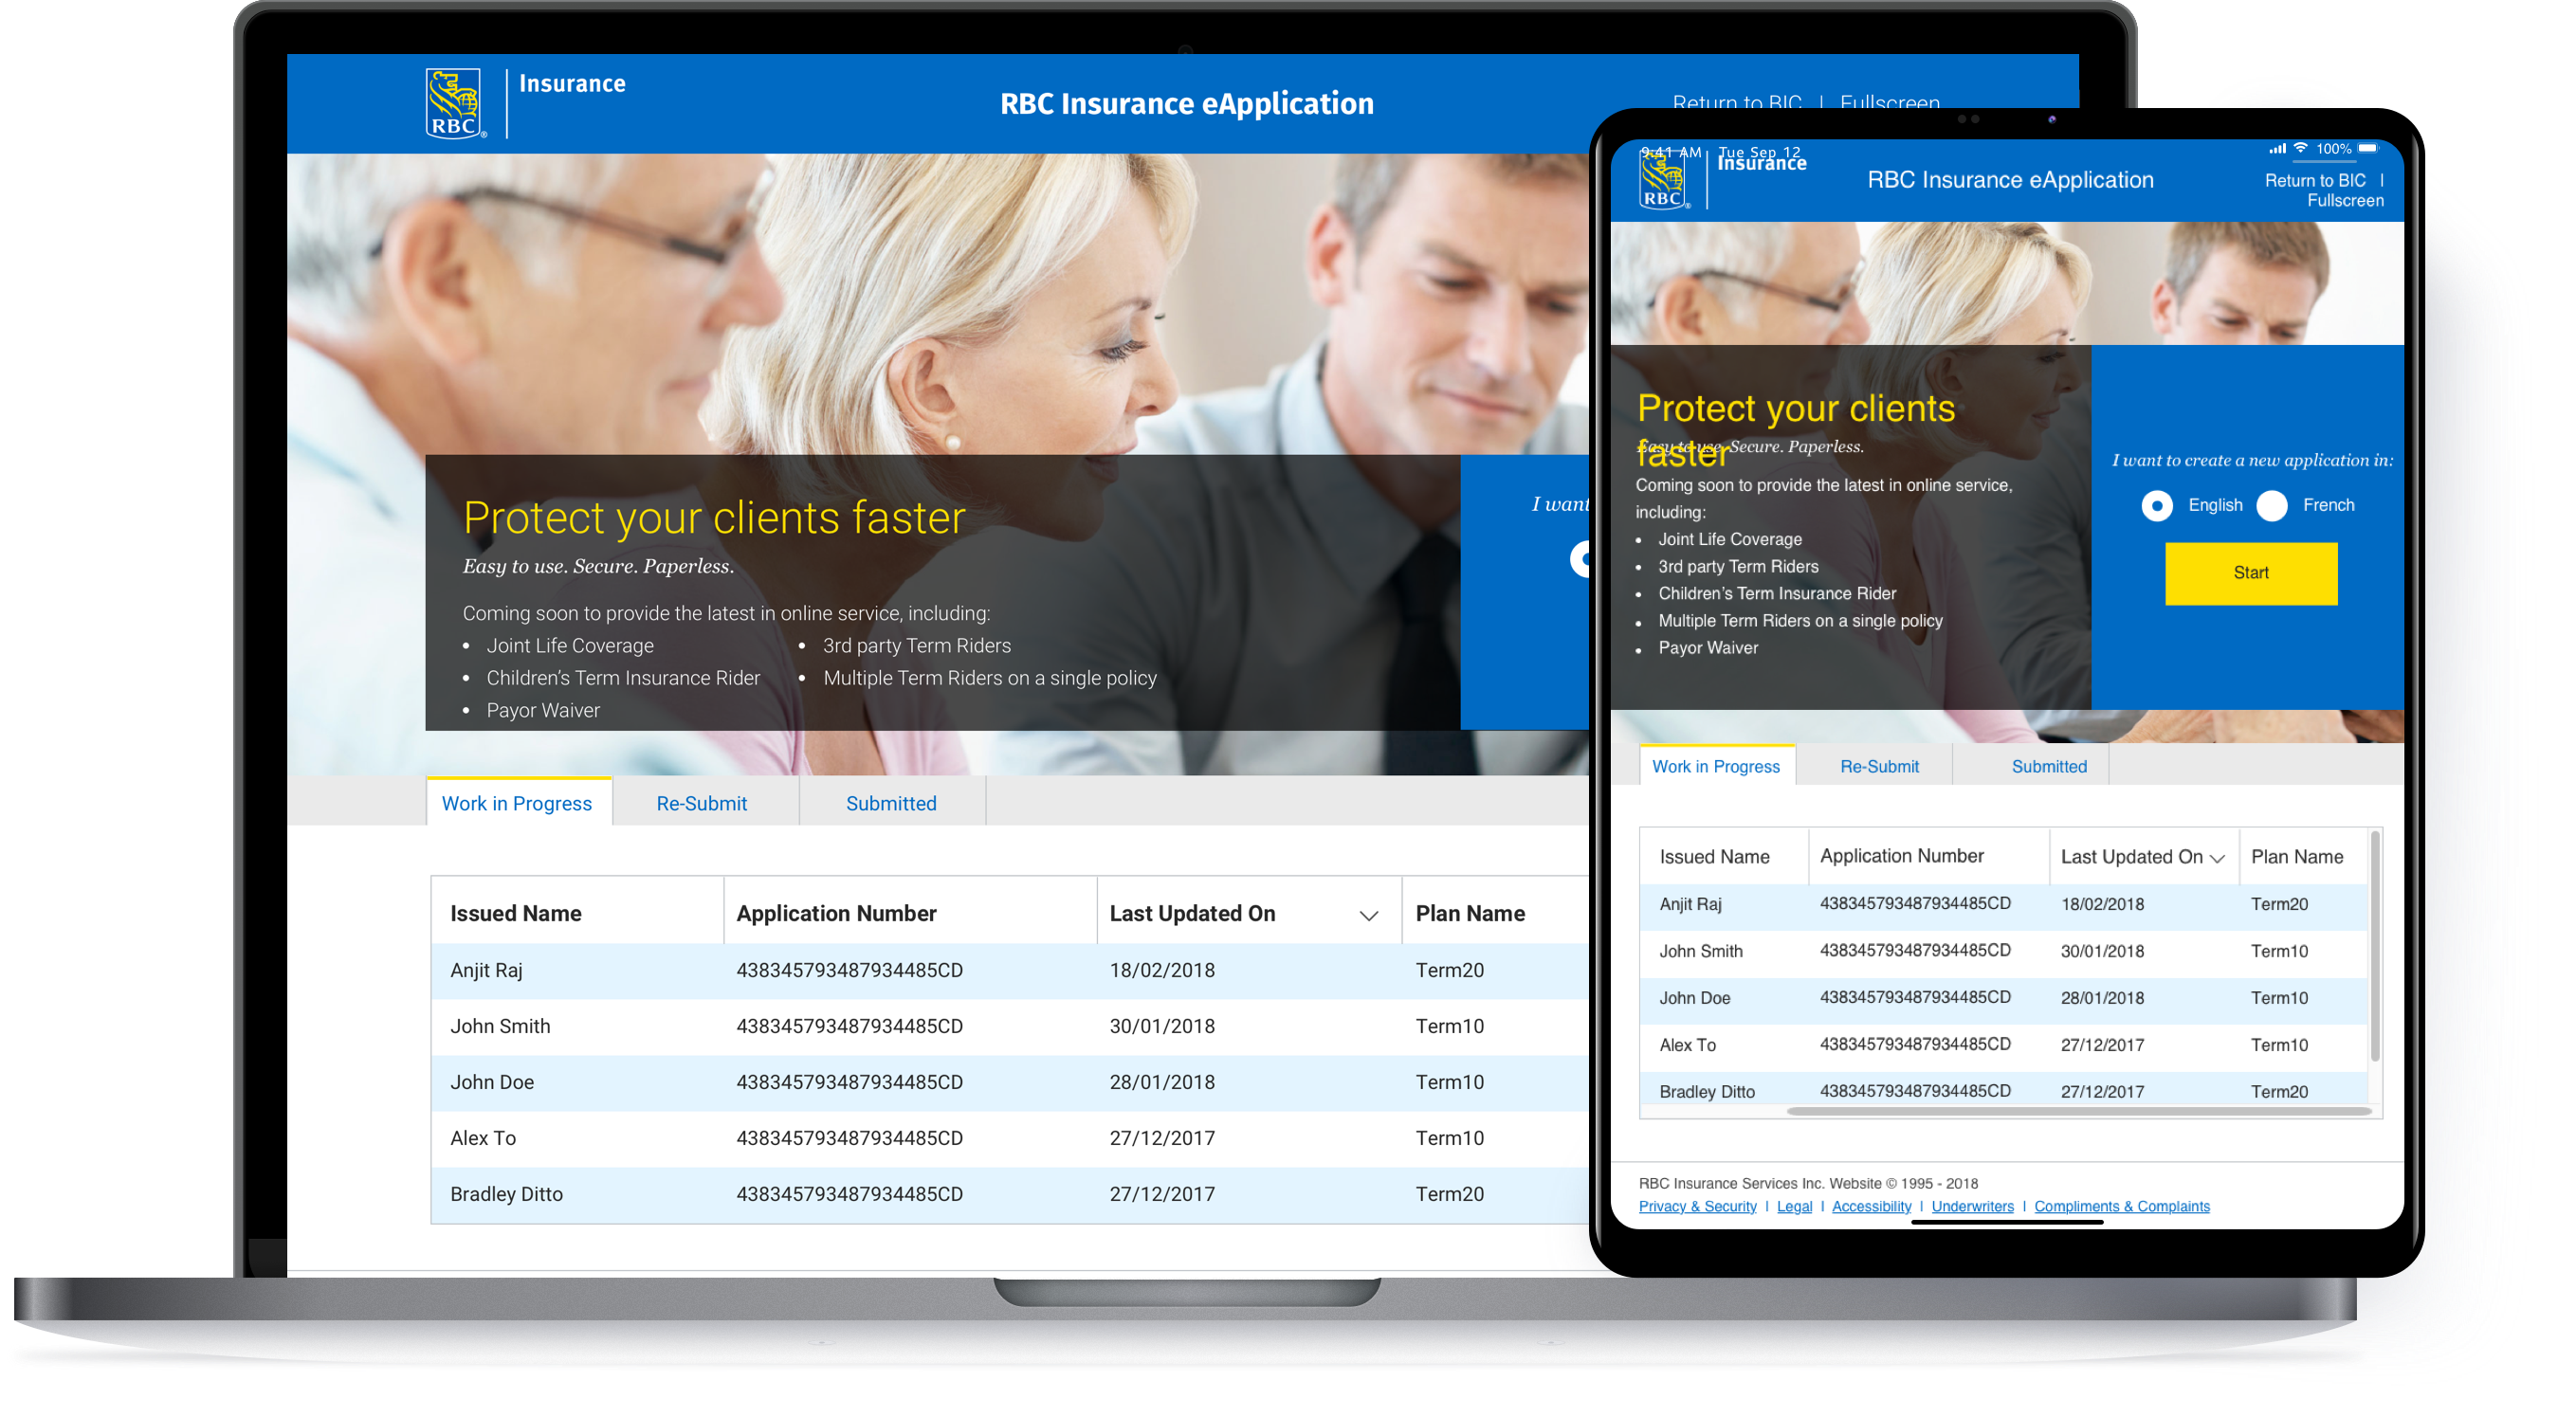 Insurance
RBC
RBC Insurance eApplication
Return to BIC | Fullscreen
Protect your clients faster
Easy to use. Secure. Paperless.
I want
Coming soon to provide the latest in online service, including:
• Joint Life Coverage • 3rd party Term Riders
• Children's Term Insurance Rider • Multiple Term Riders on a single policy
• Payor Waiver
Work in Progress Re-Submit Submitted
Issued Name Application Number Last Updated On Plan Name
Anjit Raj 438345793487934485CD 18/02/2018 Term20
John Smith 438345793487934485CD 30/01/2018 Term10
John Doe 438345793487934485CD 28/01/2018 Term10
Alex To 438345793487934485CD 27/12/2017 Term10
Bradley Ditto 438345793487934485CD 27/12/2017 Term20
9:41 AM Tue Sep 12 100%
Insurance
RBC
RBC Insurance eApplication
Return to BIC |
Fullscreen
Protect your clients
faster
Easy to use. Secure. Paperless.
Coming soon to provide the latest in online service,
including:
• Joint Life Coverage
• 3rd party Term Riders
• Children's Term Insurance Rider
• Multiple Term Riders on a single policy
• Payor Waiver
I want to create a new application in:
English French
Start
Work in Progress Re-Submit Submitted
Issued Name Application Number Last Updated On Plan Name
Anjit Raj 438345793487934485CD 18/02/2018 Term20
John Smith 438345793487934485CD 30/01/2018 Term10
John Doe 438345793487934485CD 28/01/2018 Term10
Alex To 438345793487934485CD 27/12/2017 Term10
Bradley Ditto 438345793487934485CD 27/12/2017 Term20
RBC Insurance Services Inc. Website © 1995 - 2018
Privacy & Security | Legal | Accessibility | Underwriters | Compliments & Complaints